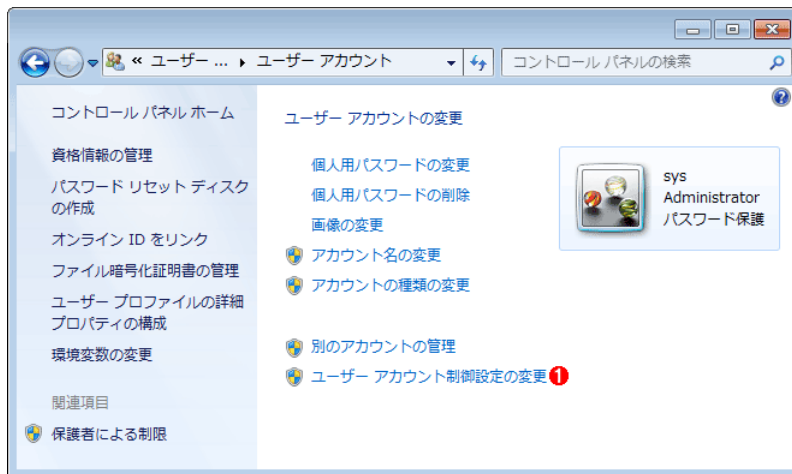 « ユーザー ... ▸ ユーザー アカウント
コントロール パネルの検索
コントロール パネル ホーム
資格情報の管理
パスワード リセット ディスク
の作成
オンライン ID をリンク
ファイル暗号化証明書の管理
ユーザー プロファイルの詳細
プロパティの構成
環境変数の変更
関連項目
保護者による制限
ユーザー アカウントの変更
個人用パスワードの変更
個人用パスワードの削除
画像の変更
アカウント名の変更
アカウントの種類の変更
別のアカウントの管理
ユーザー アカウント制御設定の変更 1
sys
Administrator
パスワード保護